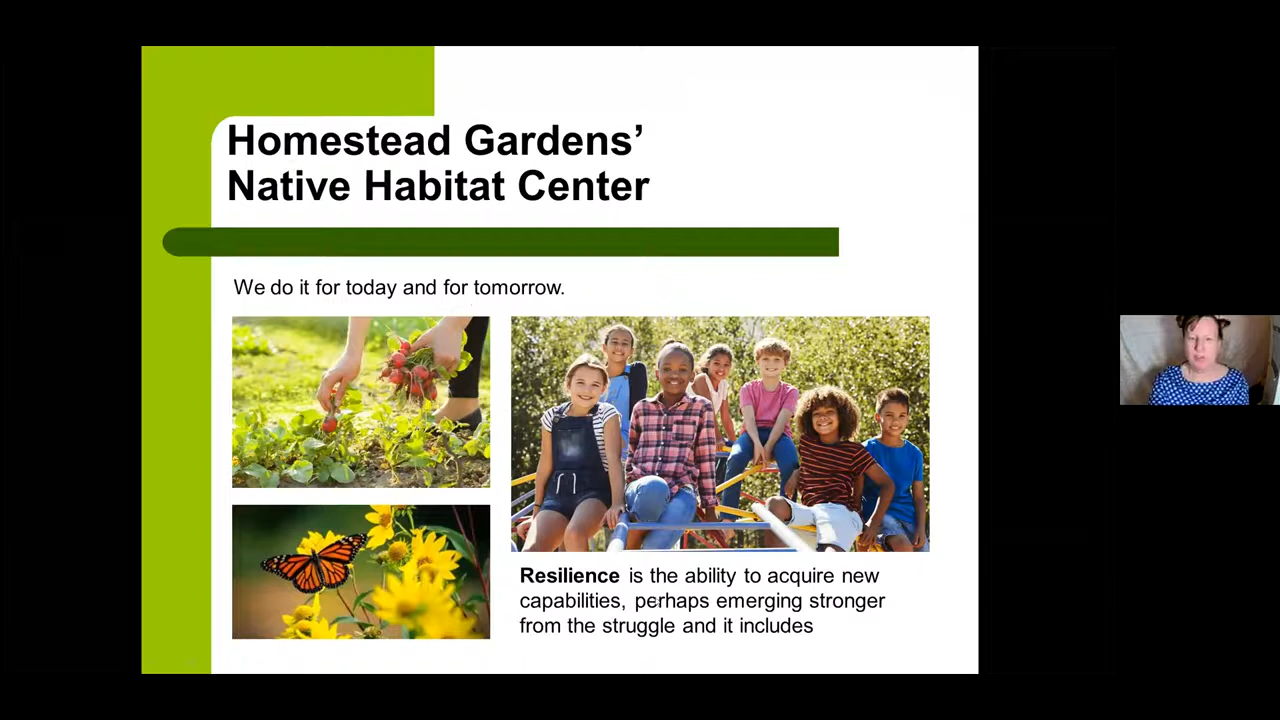 Homestead Gardens’
Native Habitat Center
We do it for today and for tomorrow.
Resilience is the ability to acquire new
capabilities, perhaps emerging stronger
from the struggle and it includes